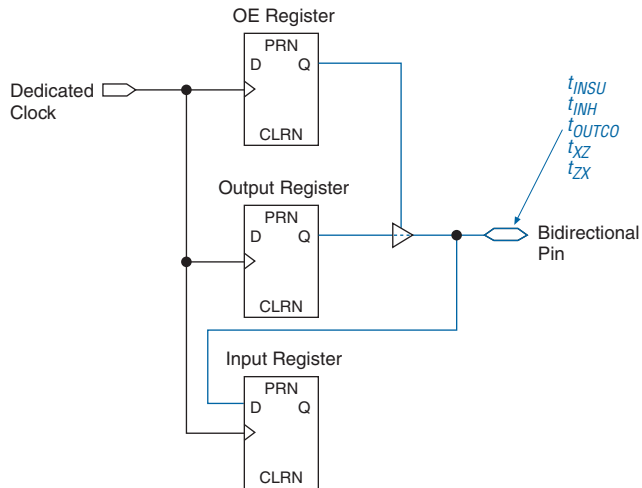 OE Register
PRN
D Q
CLRN
Dedicated
Clock
t_INSU
t_INH
t_OUTCO
t_XZ
t_ZX
Output Register
PRN
D Q
CLRN
Bidirectional
Pin
Input Register
PRN
D Q
CLRN